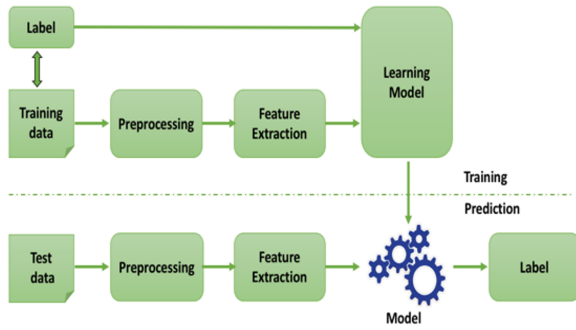 Label
Learning
Model
Training
data
Preprocessing
Feature
Extraction
Training
Prediction
Test
data
Preprocessing
Feature
Extraction
Label
Model